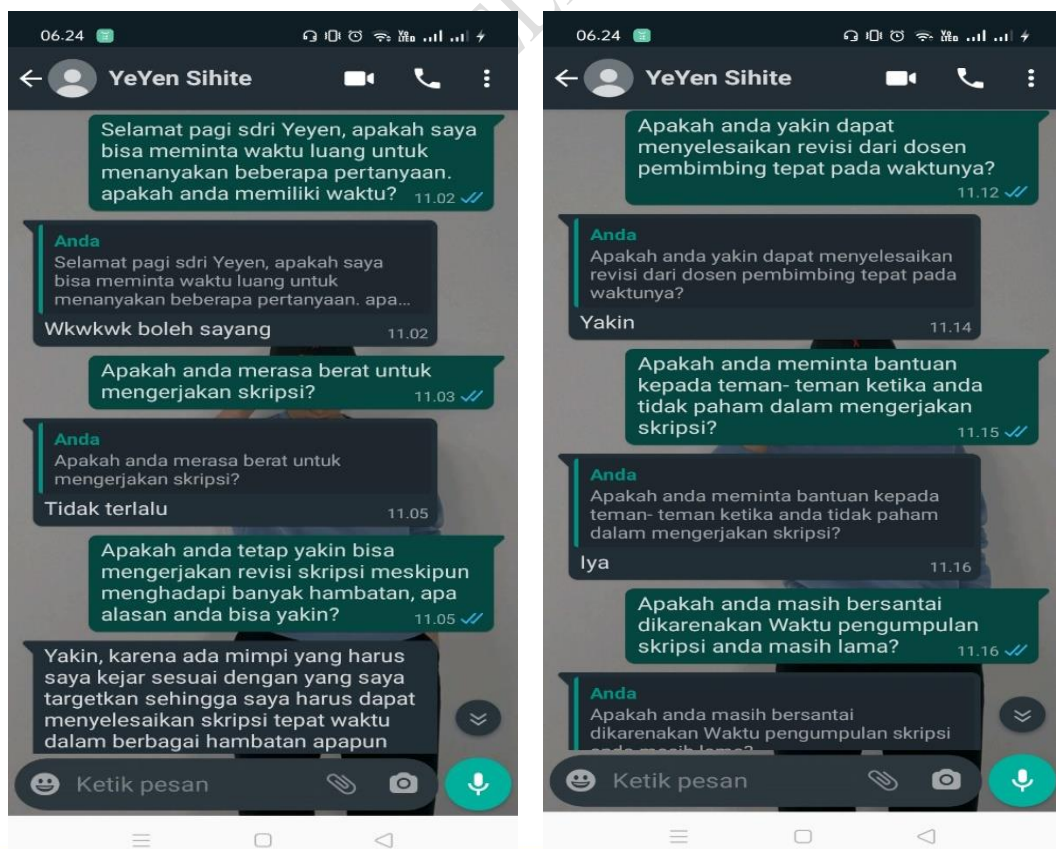 06.24
YeYen Sihite
Selamat pagi sdri Yeyen, apakah saya
bisa meminta waktu luang untuk
menanyakan beberapa pertanyaan.
apakah anda memiliki waktu? 11.02
Anda
Selamat pagi sdri Yeyen, apakah saya
bisa meminta waktu luang untuk
menanyakan beberapa pertanyaan. apa...
Wkwkwk boleh sayang 11.02
Apakah anda merasa berat untuk
mengerjakan skripsi? 11.03
Anda
Apakah anda merasa berat untuk
mengerjakan skripsi?
Tidak terlalu 11.05
Apakah anda tetap yakin bisa
mengerjakan revisi skripsi meskipun
menghadapi banyak hambatan, apa
alasan anda bisa yakin? 11.05
Yakin, karena ada mimpi yang harus
saya kejar sesuai dengan yang saya
targetkan sehingga saya harus dapat
menyelesaikan skripsi tepat waktu
dalam berbagai hambatan apapun
Ketik pesan
06.24
YeYen Sihite
Apakah anda yakin dapat
menyelesaikan revisi dari dosen
pembimbing tepat pada waktunya?
11.12
Anda
Apakah anda yakin dapat menyelesaikan
revisi dari dosen pembimbing tepat pada
waktunya?
Yakin 11.14
Apakah anda meminta bantuan
kepada teman- teman ketika anda
tidak paham dalam mengerjakan
skripsi? 11.15
Anda
Apakah anda meminta bantuan kepada
teman- teman ketika anda tidak paham
dalam mengerjakan skripsi?
Iya 11.16
Apakah anda masih bersantai
dikarenakan Waktu pengumpulan
skripsi anda masih lama? 11.16
Anda
Apakah anda masih bersantai
dikarenakan Waktu pengumpulan skripsi
anda masih lama?
Ketik pesan